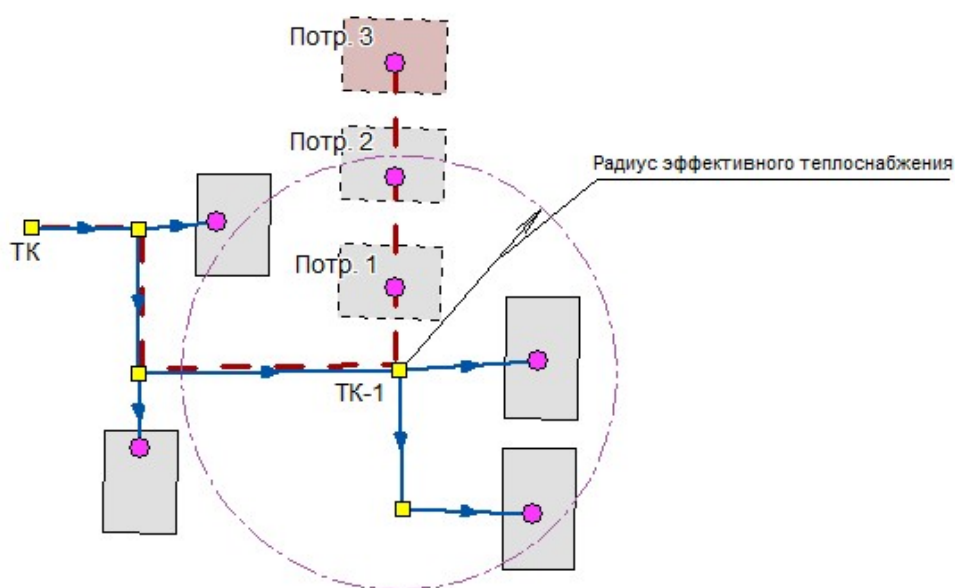 Потр. 3
Потр. 2
Радиус эффективного теплоснабжения
ТК
Потр. 1
ТК-1